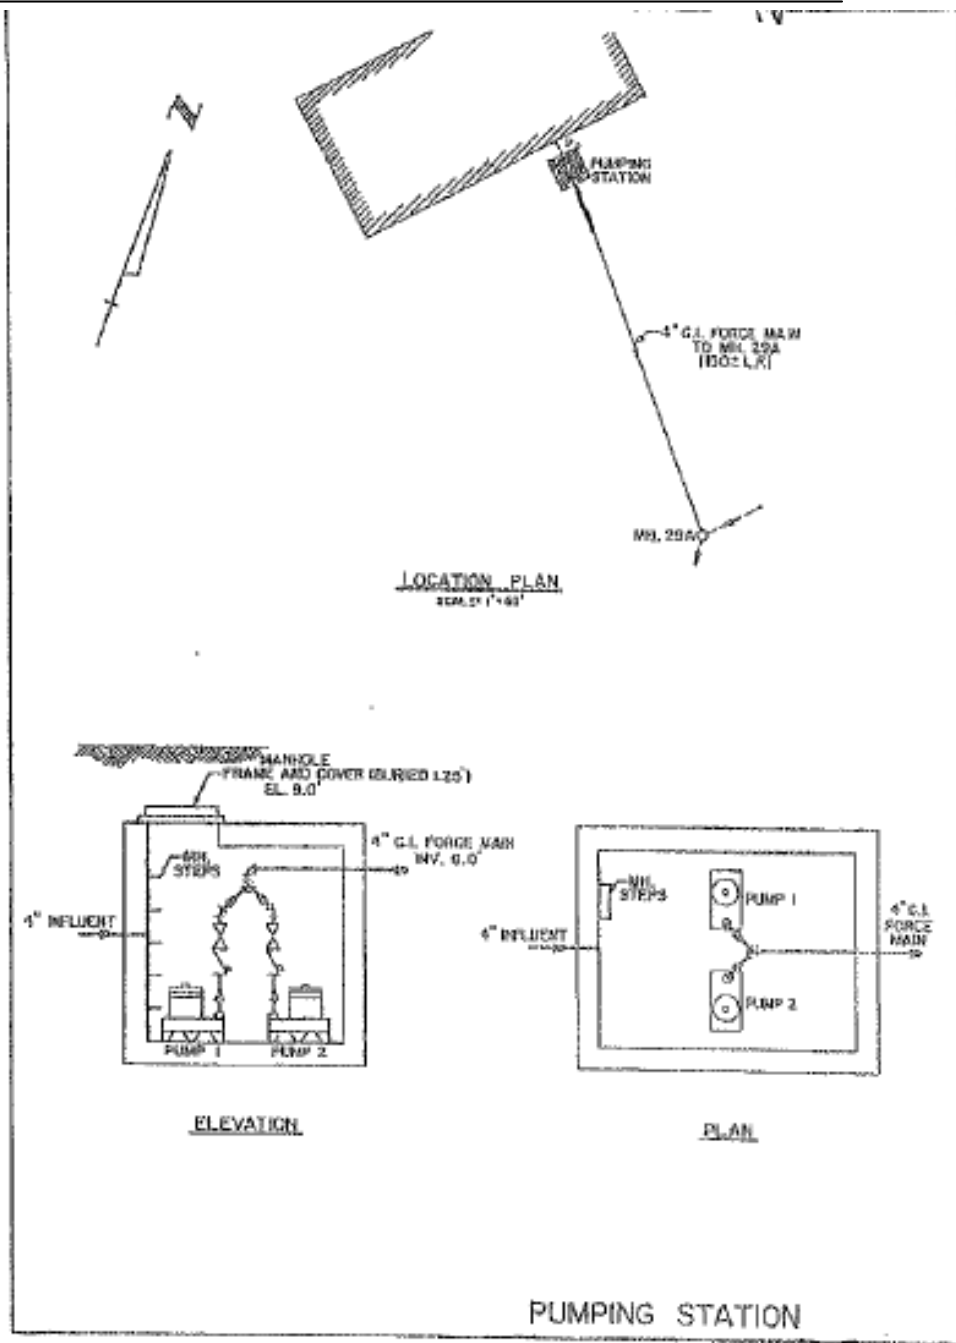 N
PUMPING
STATION
4" G.I. FORCE MAIN
TO MH. 29A
MH. 29A
LOCATION PLAN
MANHOLE
FRAME AND COVER (BURIED 1.25')
EL. 9.0'
4" G.I. FORCE MAIN
INV. 6.0'
MH.
STEPS
4" INFLUENT
PUMP 1
PUMP 2
ELEVATION
MH.
STEPS
PUMP 1
4" G.I.
FORCE
MAIN
4" INFLUENT
PUMP 2
PLAN
PUMPING STATION